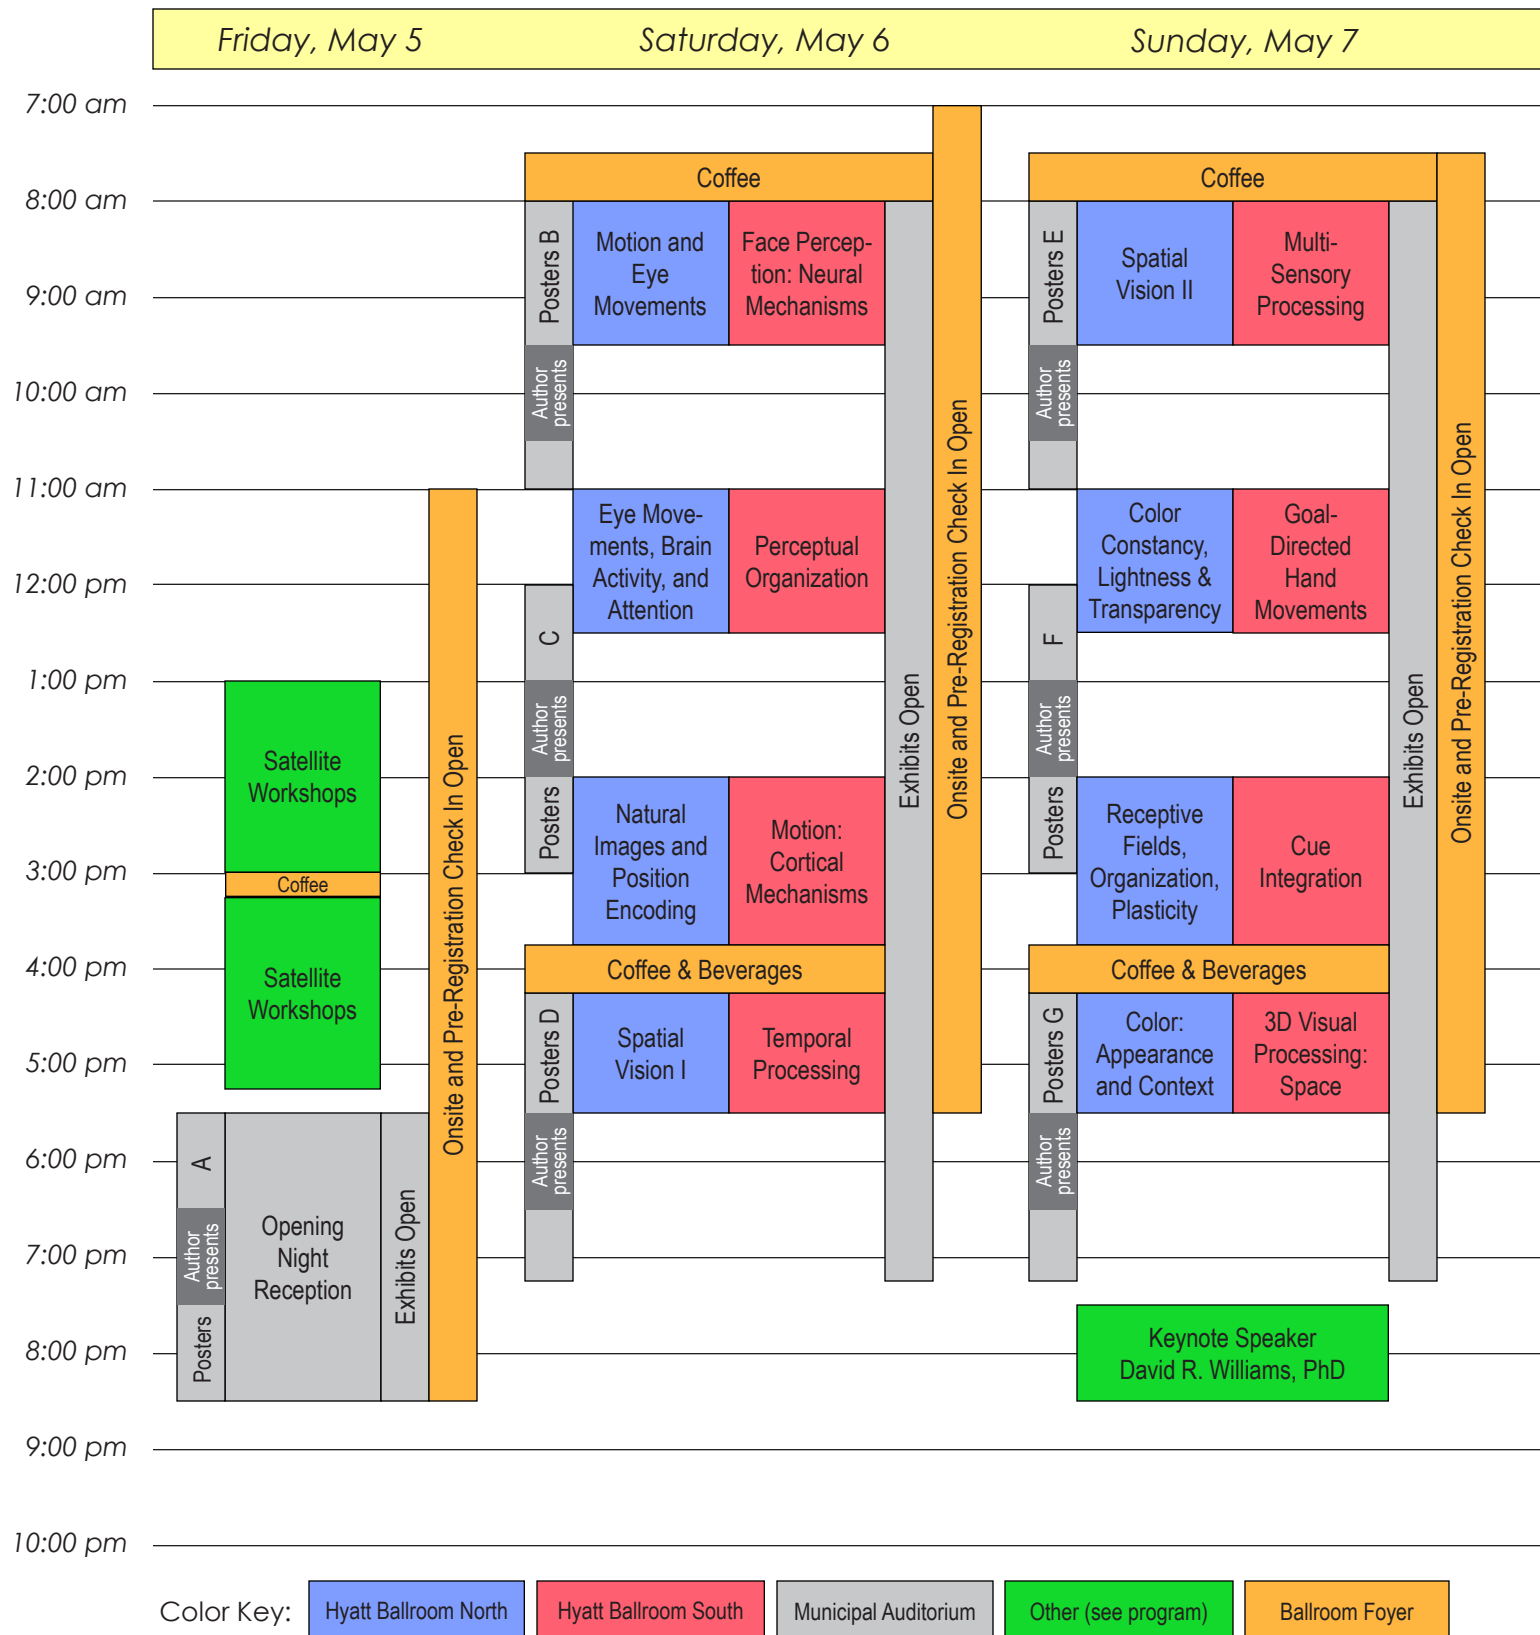 Friday, May 5
Saturday, May 6
Sunday, May 7
7:00 am
8:00 am
9:00 am
10:00 am
11:00 am
12:00 pm
1:00 pm
2:00 pm
3:00 pm
4:00 pm
5:00 pm
6:00 pm
7:00 pm
8:00 pm
9:00 pm
10:00 pm
Satellite
Workshops
Coffee
Satellite
Workshops
Posters
Author
presents
A
Opening
Night
Reception
Exhibits Open
Onsite and Pre-Registration Check In Open
Coffee
Posters B
Author
presents
Motion and
Eye
Movements
Face Percep-
tion: Neural
Mechanisms
Eye Move-
ments, Brain
Activity, and
Attention
Perceptual
Organization
Posters
Author
presents
C
Natural
Images and
Position
Encoding
Motion:
Cortical
Mechanisms
Coffee & Beverages
Posters D
Author
presents
Spatial
Vision I
Temporal
Processing
Exhibits Open
Onsite and Pre-Registration Check In Open
Coffee
Posters E
Author
presents
Spatial
Vision II
Multi-
Sensory
Processing
Color
Constancy,
Lightness &
Transparency
Goal-
Directed
Hand
Movements
Posters
Author
presents
F
Receptive
Fields,
Organization,
Plasticity
Cue
Integration
Coffee & Beverages
Posters G
Author
presents
Color:
Appearance
and Context
3D Visual
Processing:
Space
Exhibits Open
Onsite and Pre-Registration Check In Open
Keynote Speaker
David R. Williams, PhD
Color Key:
Hyatt Ballroom North
Hyatt Ballroom South
Municipal Auditorium
Other (see program)
Ballroom Foyer